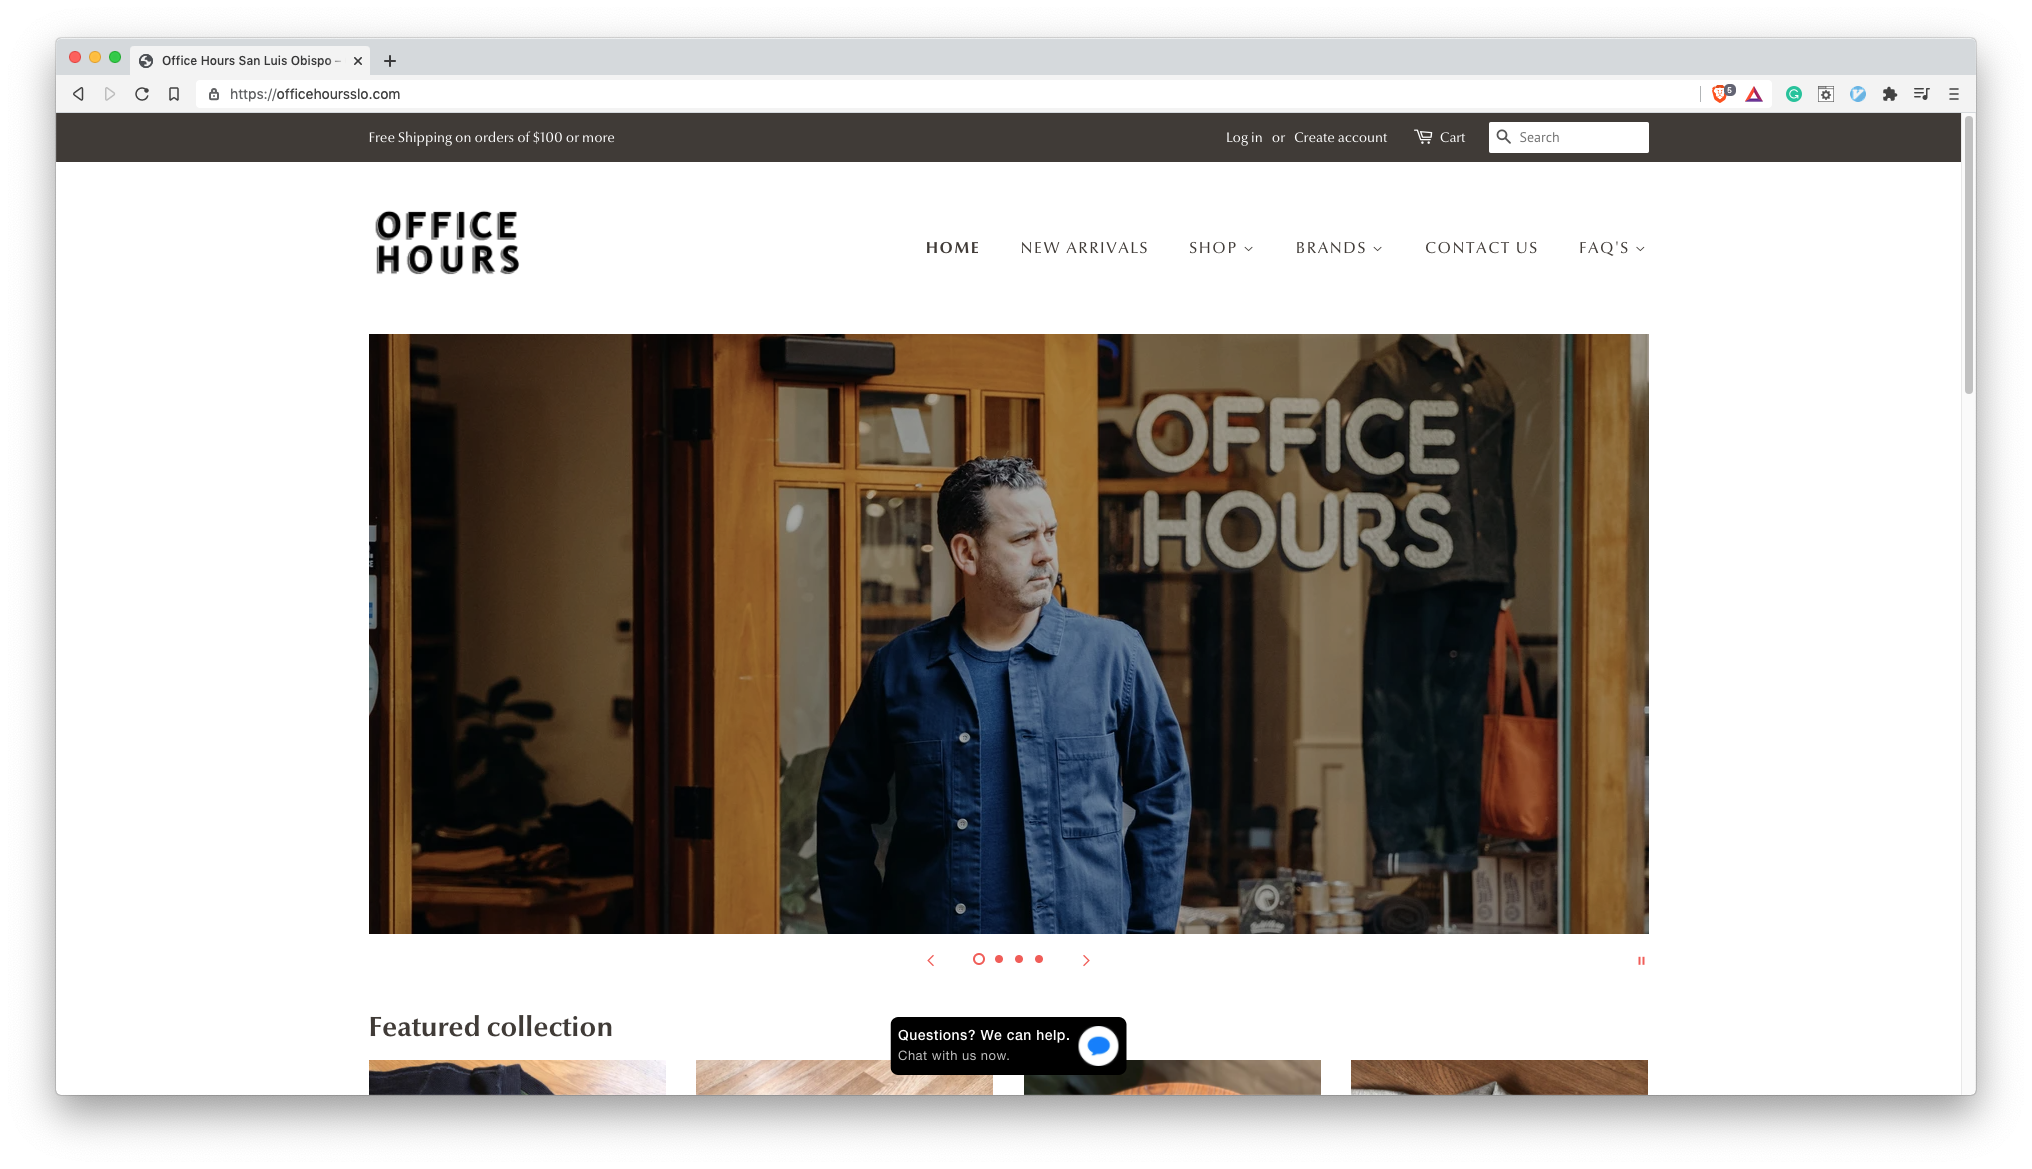 Office Hours San Luis Obispo –
https://officehoursslo.com
5
Free Shipping on orders of $100 or more
Log in or Create account
Cart
Search
OFFICE
HOURS
HOME
NEW ARRIVALS
SHOP
BRANDS
CONTACT US
FAQ'S
OFFICE
HOURS
Featured collection
Questions? We can help.
Chat with us now.